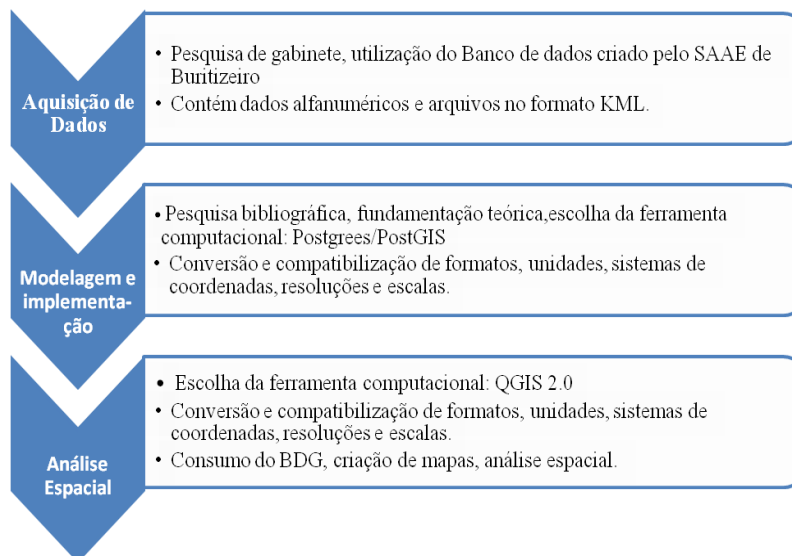 Aquisição de
Dados
• Pesquisa de gabinete, utilização do Banco de dados criado pelo SAAE de
Buritizeiro
• Contém dados alfanuméricos e arquivos no formato KML.
Modelagem e
implementa-
ção
• Pesquisa bibliográfica, fundamentação teórica,escolha da ferramenta
computacional: Postgrees/PostGIS
• Conversão e compatibilização de formatos, unidades, sistemas de
coordenadas, resoluções e escalas.
Análise
Espacial
• Escolha da ferramenta computacional: QGIS 2.0
• Conversão e compatibilização de formatos, unidades, sistemas de
coordenadas, resoluções e escalas.
• Consumo do BDG, criação de mapas, análise espacial.